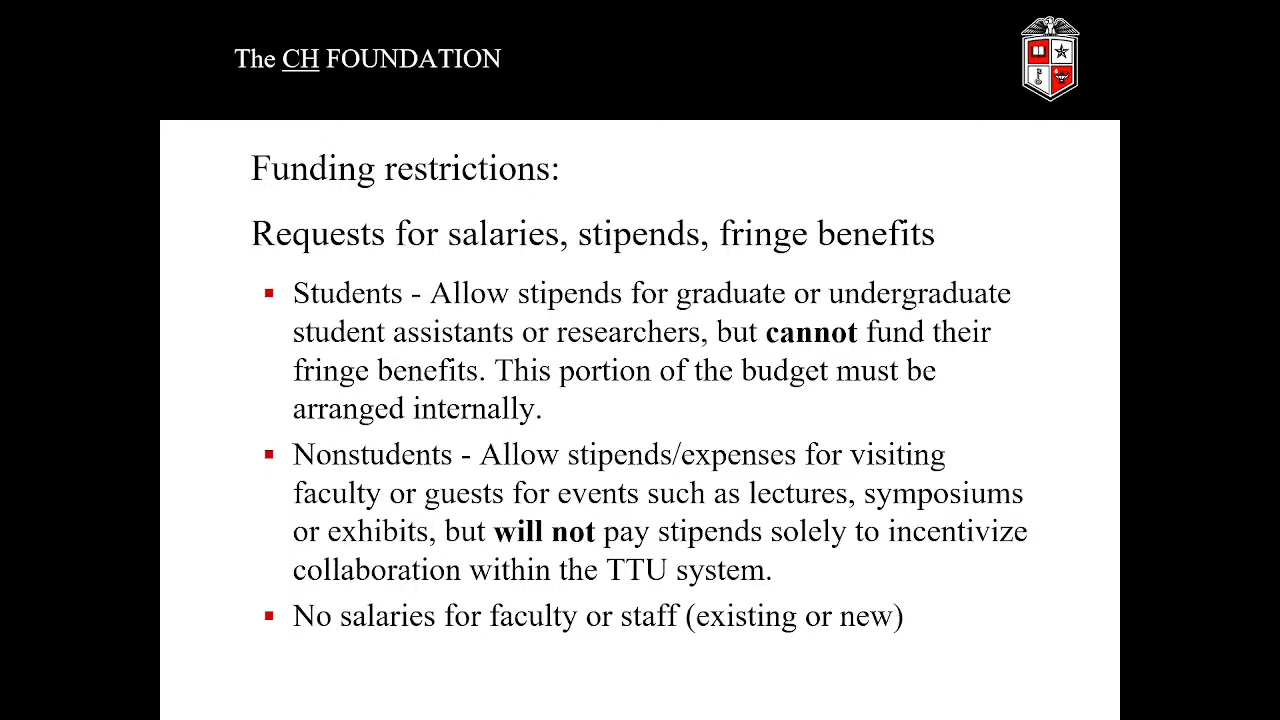 The CH FOUNDATION
Funding restrictions:
Requests for salaries, stipends, fringe benefits
▪ Students - Allow stipends for graduate or undergraduate
student assistants or researchers, but cannot fund their
fringe benefits. This portion of the budget must be
arranged internally.
▪ Nonstudents - Allow stipends/expenses for visiting
faculty or guests for events such as lectures, symposiums
or exhibits, but will not pay stipends solely to incentivize
collaboration within the TTU system.
▪ No salaries for faculty or staff (existing or new)